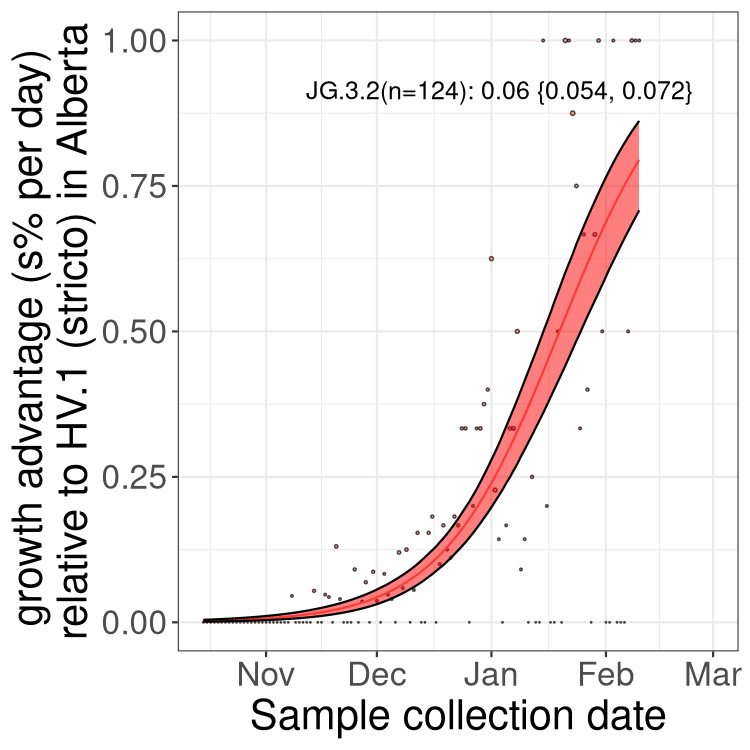 growth advantage (s% per day)
relative to HV.1 (stricto) in Alberta
1.00
0.75
0.50
0.25
0.00
JG.3.2(n=124): 0.06 {0.054, 0.072}
Nov Dec Jan Feb Mar
Sample collection date